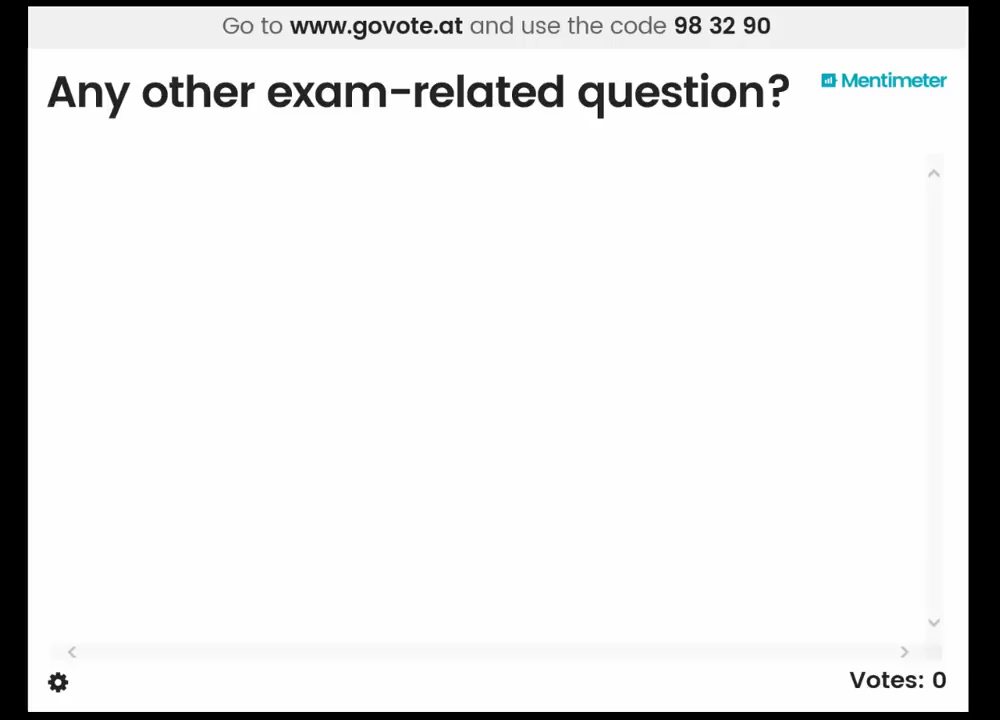 Go to www.govote.at and use the code 98 32 90
Any other exam-related question?
Mentimeter
Votes: 0